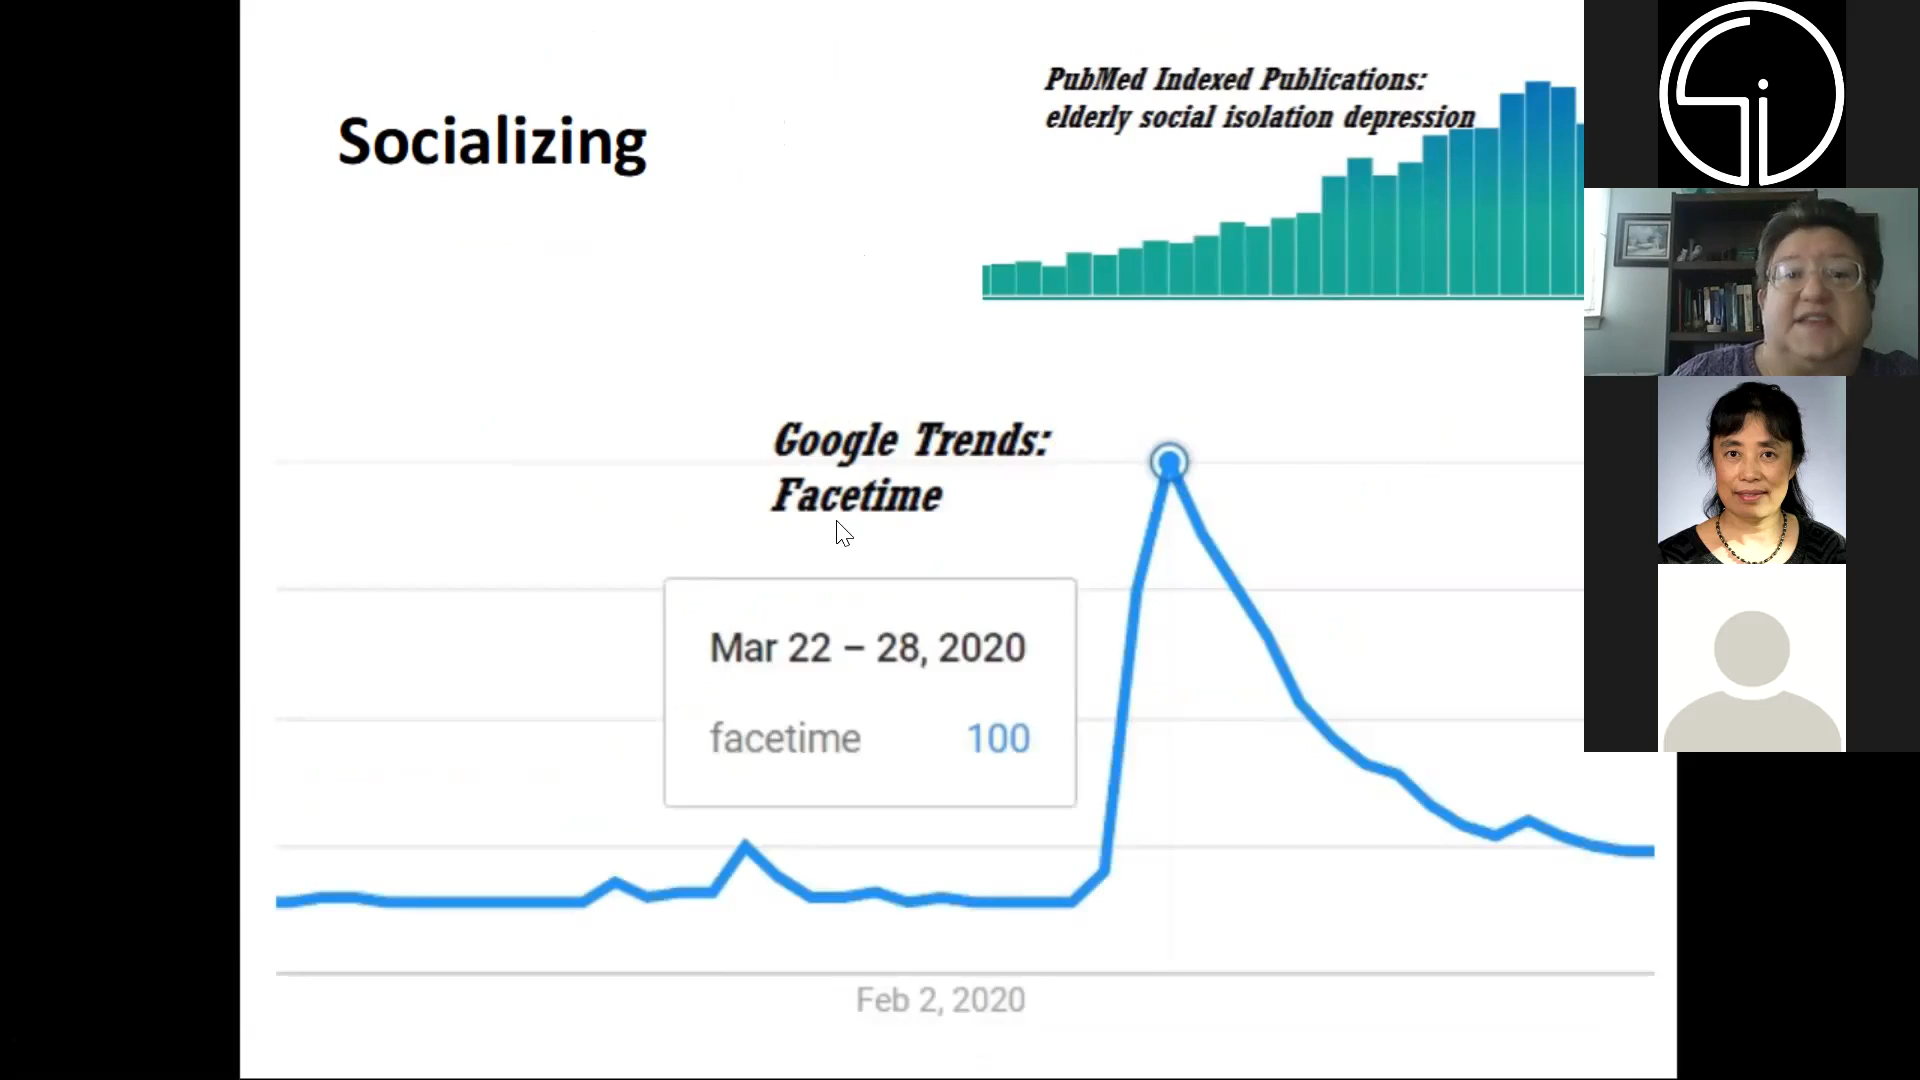 Socializing
PubMed Indexed Publications:
elderly social isolation depression
Google Trends:
Facetime
Mar 22 – 28, 2020
facetime 100
Feb 2, 2020